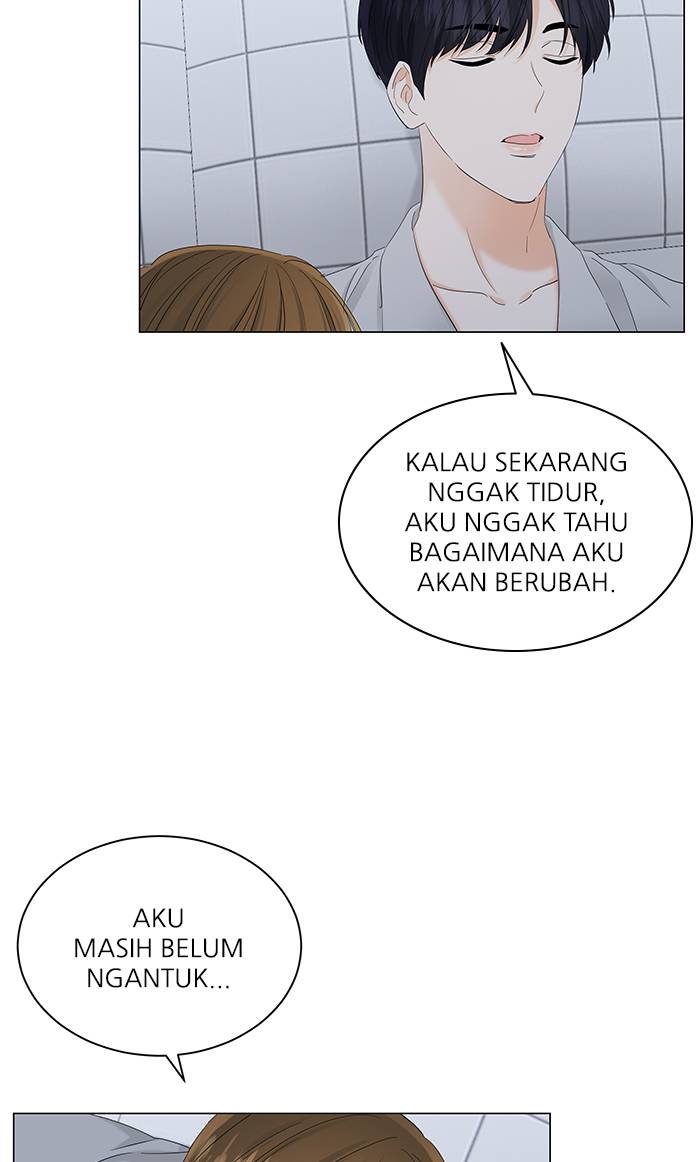 KALAU SEKARANG
NGGAK TIDUR,
AKU NGGAK TAHU
BAGAIMANA AKU
AKAN BERUBAH.
AKU
MASIH BELUM
NGANTUK...